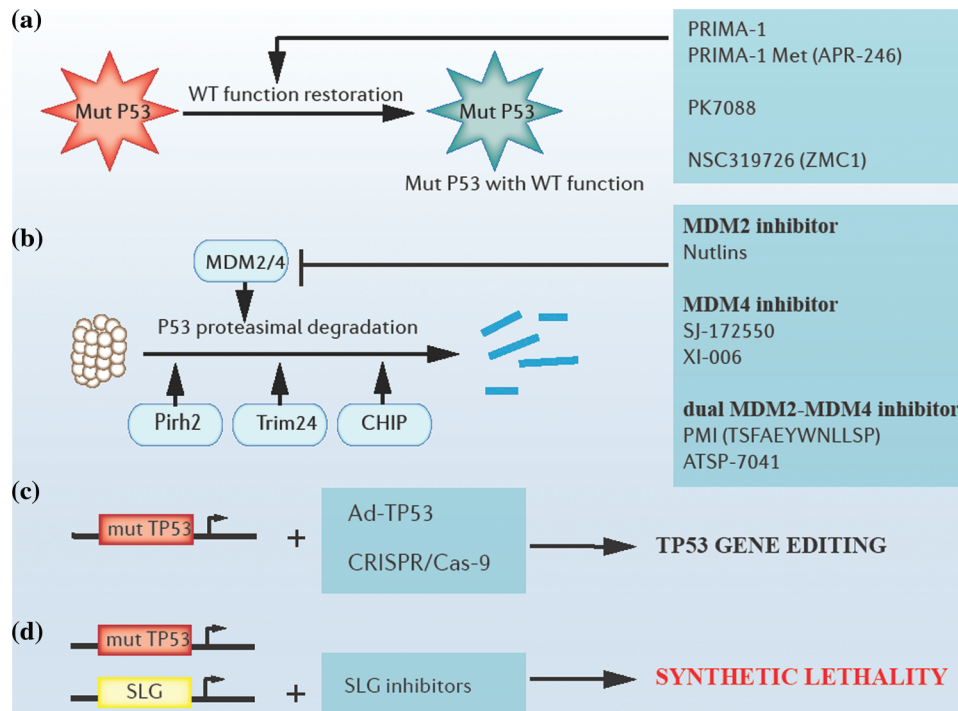 (a)
PRIMA-1
PRIMA-1 Met (APR-246)
PK7088
NSC319726 (ZMC1)
WT function restoration
Mut P53
Mut P53
Mut P53 with WT function
(b)
MDM2 inhibitor
Nutlins
MDM4 inhibitor
SJ-172550
XI-006
dual MDM2-MDM4 inhibitor
PMI (TSFAEYWNLLSP)
ATSP-7041
MDM2/4
P53 proteasimal degradation
Pirh2
Trim24
CHIP
(c)
mut TP53
+
Ad-TP53
CRISPR/Cas-9
TP53 GENE EDITING
(d)
mut TP53
SLG
+
SLG inhibitors
SYNTHETIC LETHALITY